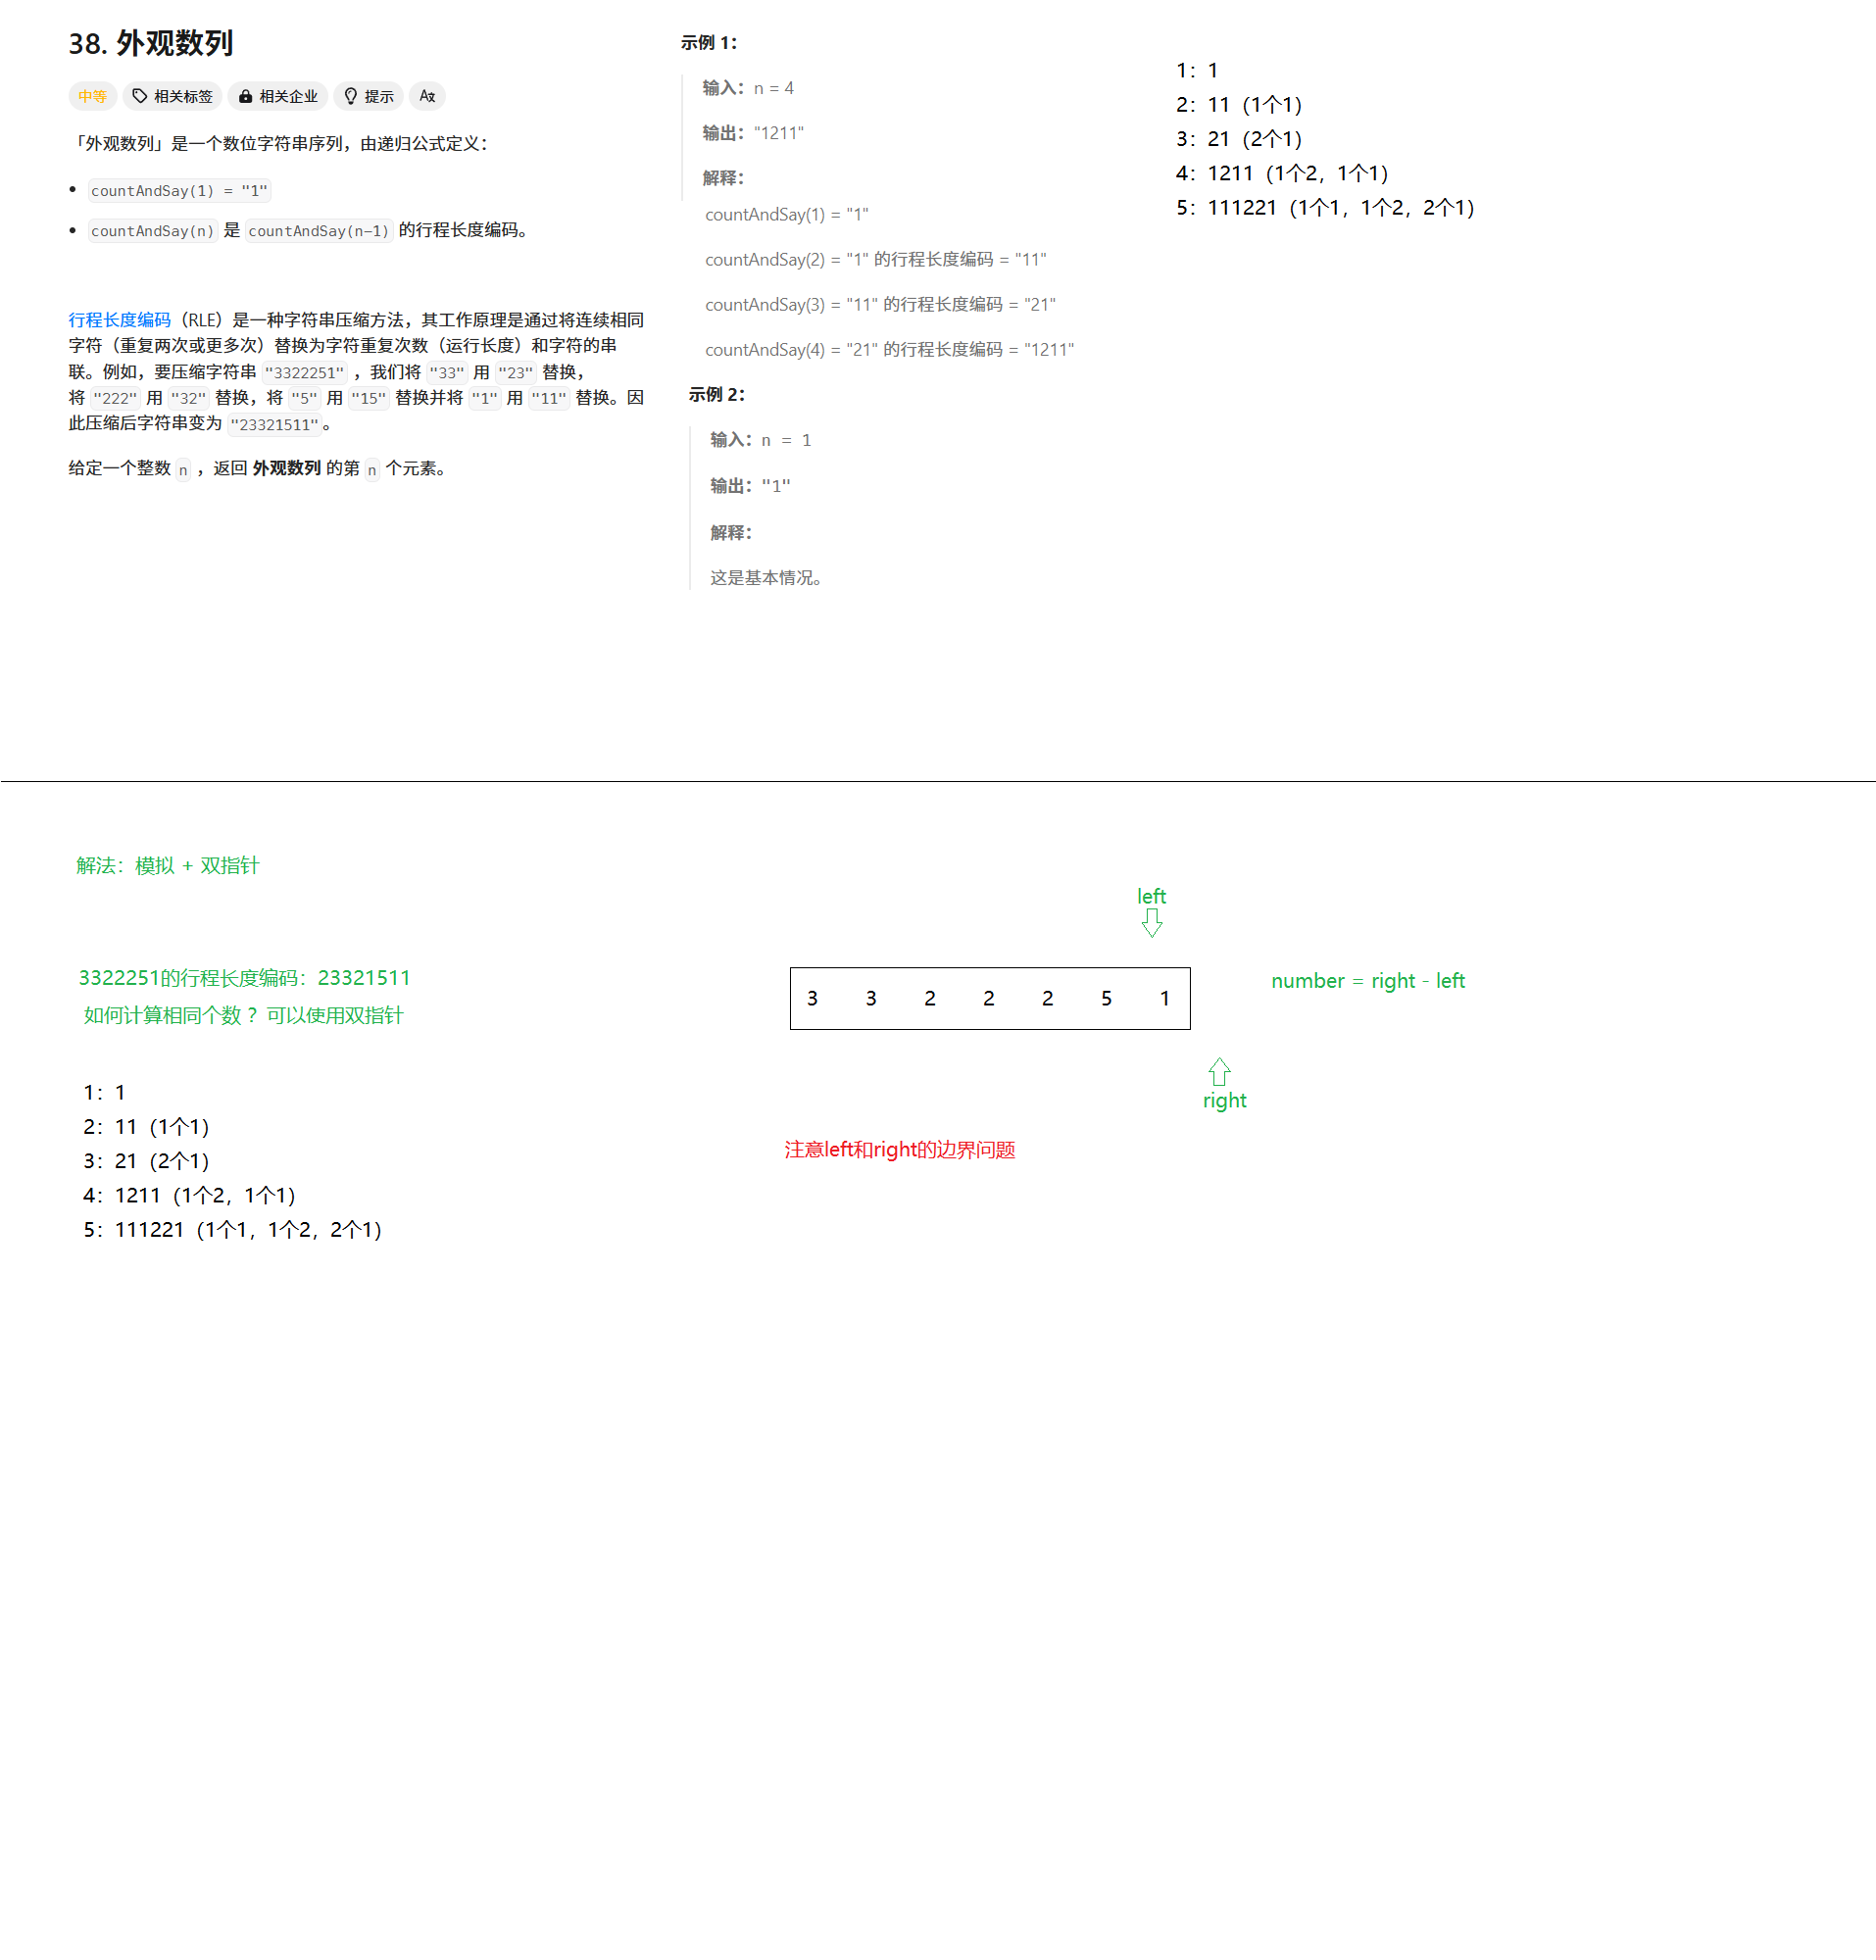 38. 外观数列
中等 相关标签 相关企业 提示 A文
「外观数列」是一个数位字符串序列，由递归公式定义：
• countAndSay(1) = "1"
• countAndSay(n) 是 countAndSay(n-1) 的行程长度编码。
行程长度编码（RLE）是一种字符串压缩方法，其工作原理是通过将连续相同
字符（重复两次或更多次）替换为字符重复次数（运行长度）和字符的串
联。例如，要压缩字符串 "3322251" ，我们将 "33" 用 "23" 替换，
将 "222" 用 "32" 替换，将 "5" 用 "15" 替换并将 "1" 用 "11" 替换。因
此压缩后字符串变为 "23321511"。
给定一个整数 n ，返回 外观数列 的第 n 个元素。
示例 1：
输入：n = 4
输出："1211"
解释：
countAndSay(1) = "1"
countAndSay(2) = "1" 的行程长度编码 = "11"
countAndSay(3) = "11" 的行程长度编码 = "21"
countAndSay(4) = "21" 的行程长度编码 = "1211"
示例 2：
输入：n = 1
输出："1"
解释：
这是基本情况。
1：1
2：11（1个1）
3：21（2个1）
4：1211（1个2，1个1）
5：111221（1个1，1个2，2个1）
解法：模拟 + 双指针
3322251的行程长度编码：23321511
如何计算相同个数 ？可以使用双指针
1：1
2：11（1个1）
3：21（2个1）
4：1211（1个2，1个1）
5：111221（1个1，1个2，2个1）
left
3 3 2 2 2 5 1
number = right - left
right
注意left和right的边界问题